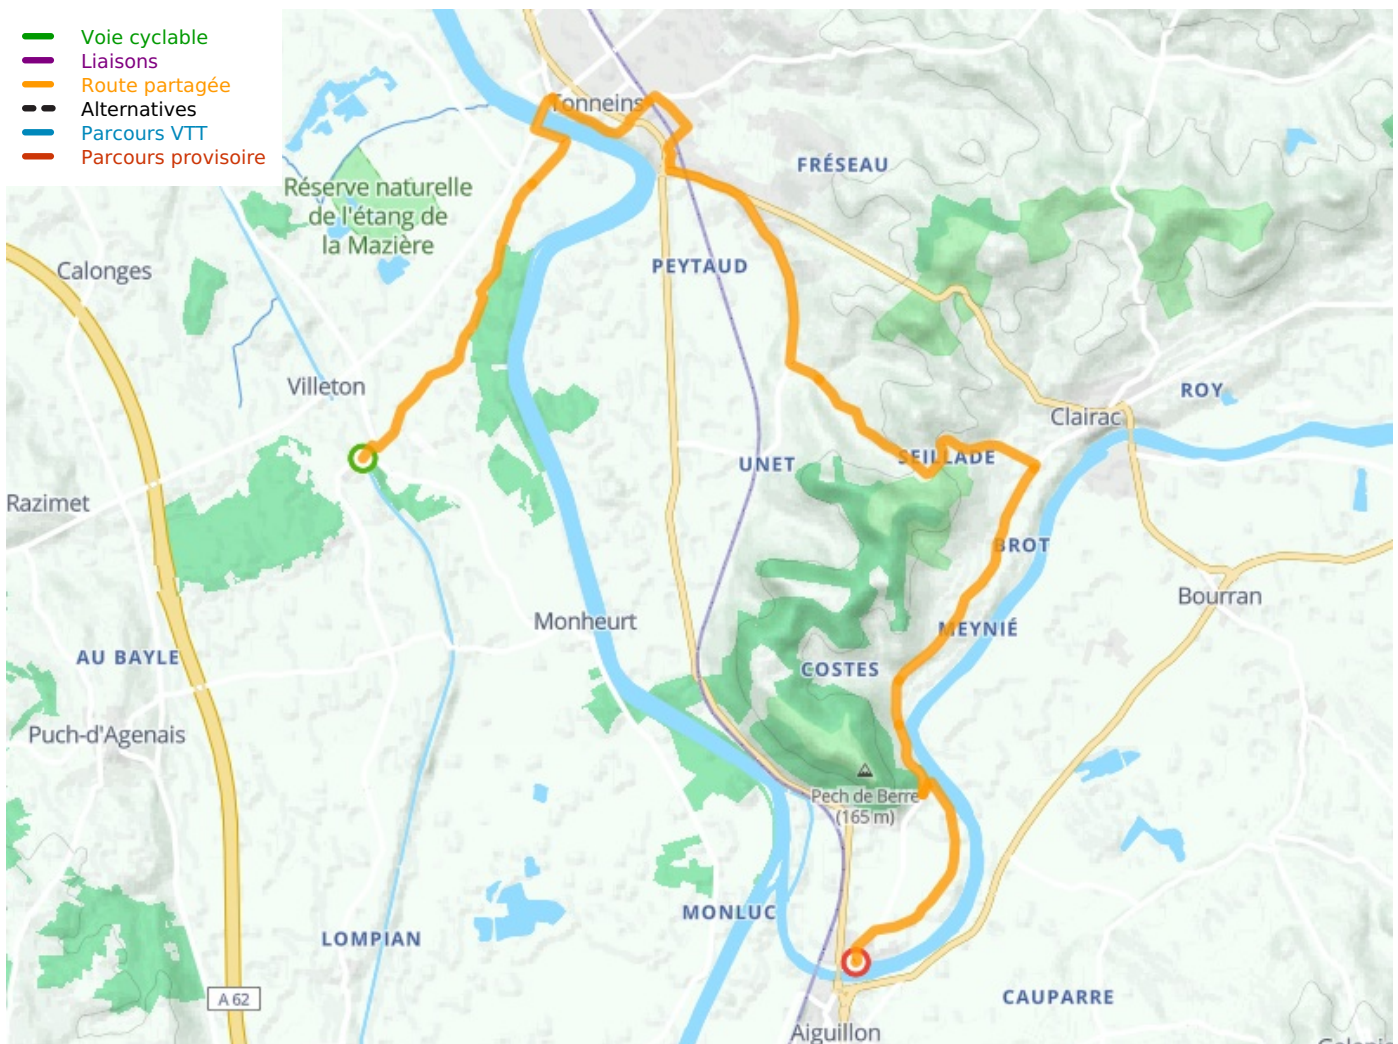 Voie cyclable
Liaisons
Route partagée
Alternatives
Parcours VTT
Parcours provisoire
Tonneins
FRÉSEAU
Réserve naturelle
de l'étang de
la Mazière
Calonges
PEYTAUD
Villeton
ROY
Clairac
SEILLADE
UNET
Razimet
BROT
Bourran
Monheurt
MEYNIÉ
AU BAYLE
COSTES
Puch-d'Agenais
Pech de Berre
(165 m)
MONLUC
LOMPIAN
A 62
CAUPARRE
Aiguillon